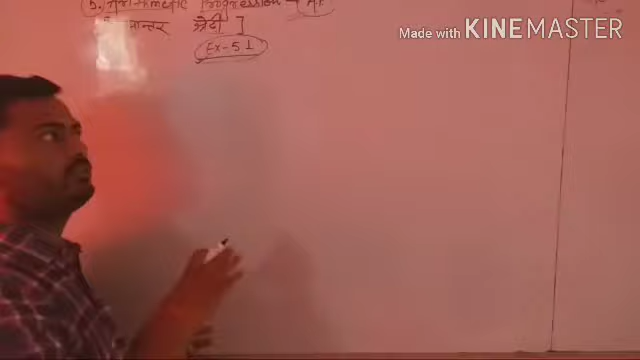 5. Arithmetic Progression → AP
समान्तर श्रेढी ]
Ex-5.1
Made with KINEMASTER